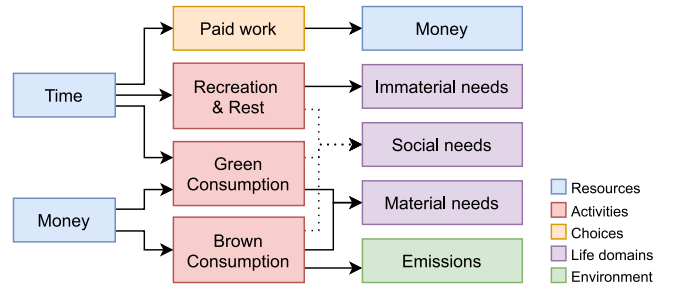 Time
Money
Paid work
Recreation
& Rest
Green
Consumption
Brown
Consumption
Money
Immaterial needs
Social needs
Material needs
Emissions
Resources
Activities
Choices
Life domains
Environment